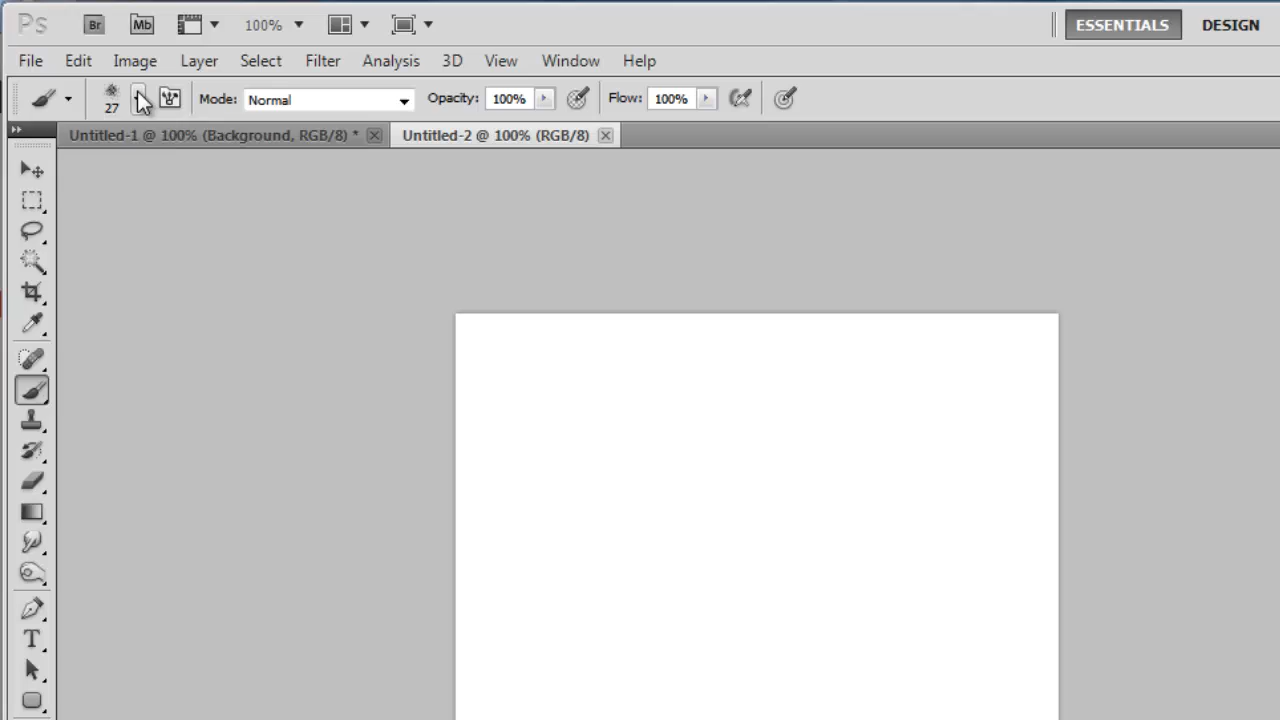 Ps Br Mb 100% ESSENTIALS DESIGN
File Edit Image Layer Select Filter Analysis 3D View Window Help
27 Mode: Normal Opacity: 100% Flow: 100%
Untitled-1 @ 100% (Background, RGB/8) * Untitled-2 @ 100% (RGB/8)
T